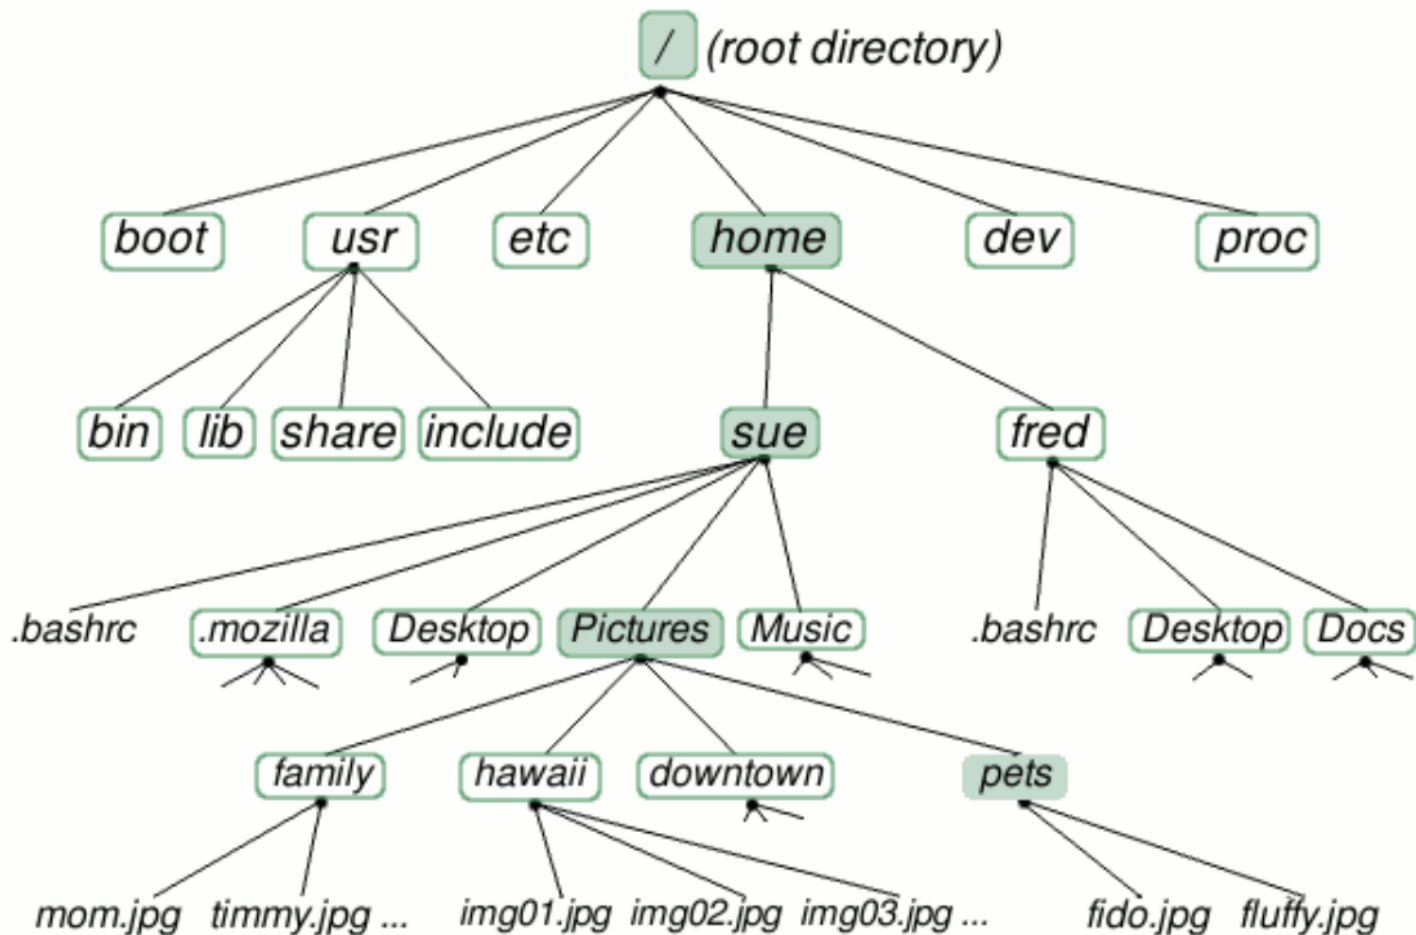 / (root directory)
boot usr etc home dev proc
bin lib share include sue fred
.bashrc .mozilla Desktop Pictures Music .bashrc Desktop Docs
family hawaii downtown pets
mom.jpg timmy.jpg ... img01.jpg img02.jpg img03.jpg ... fido.jpg fluffy.jpg